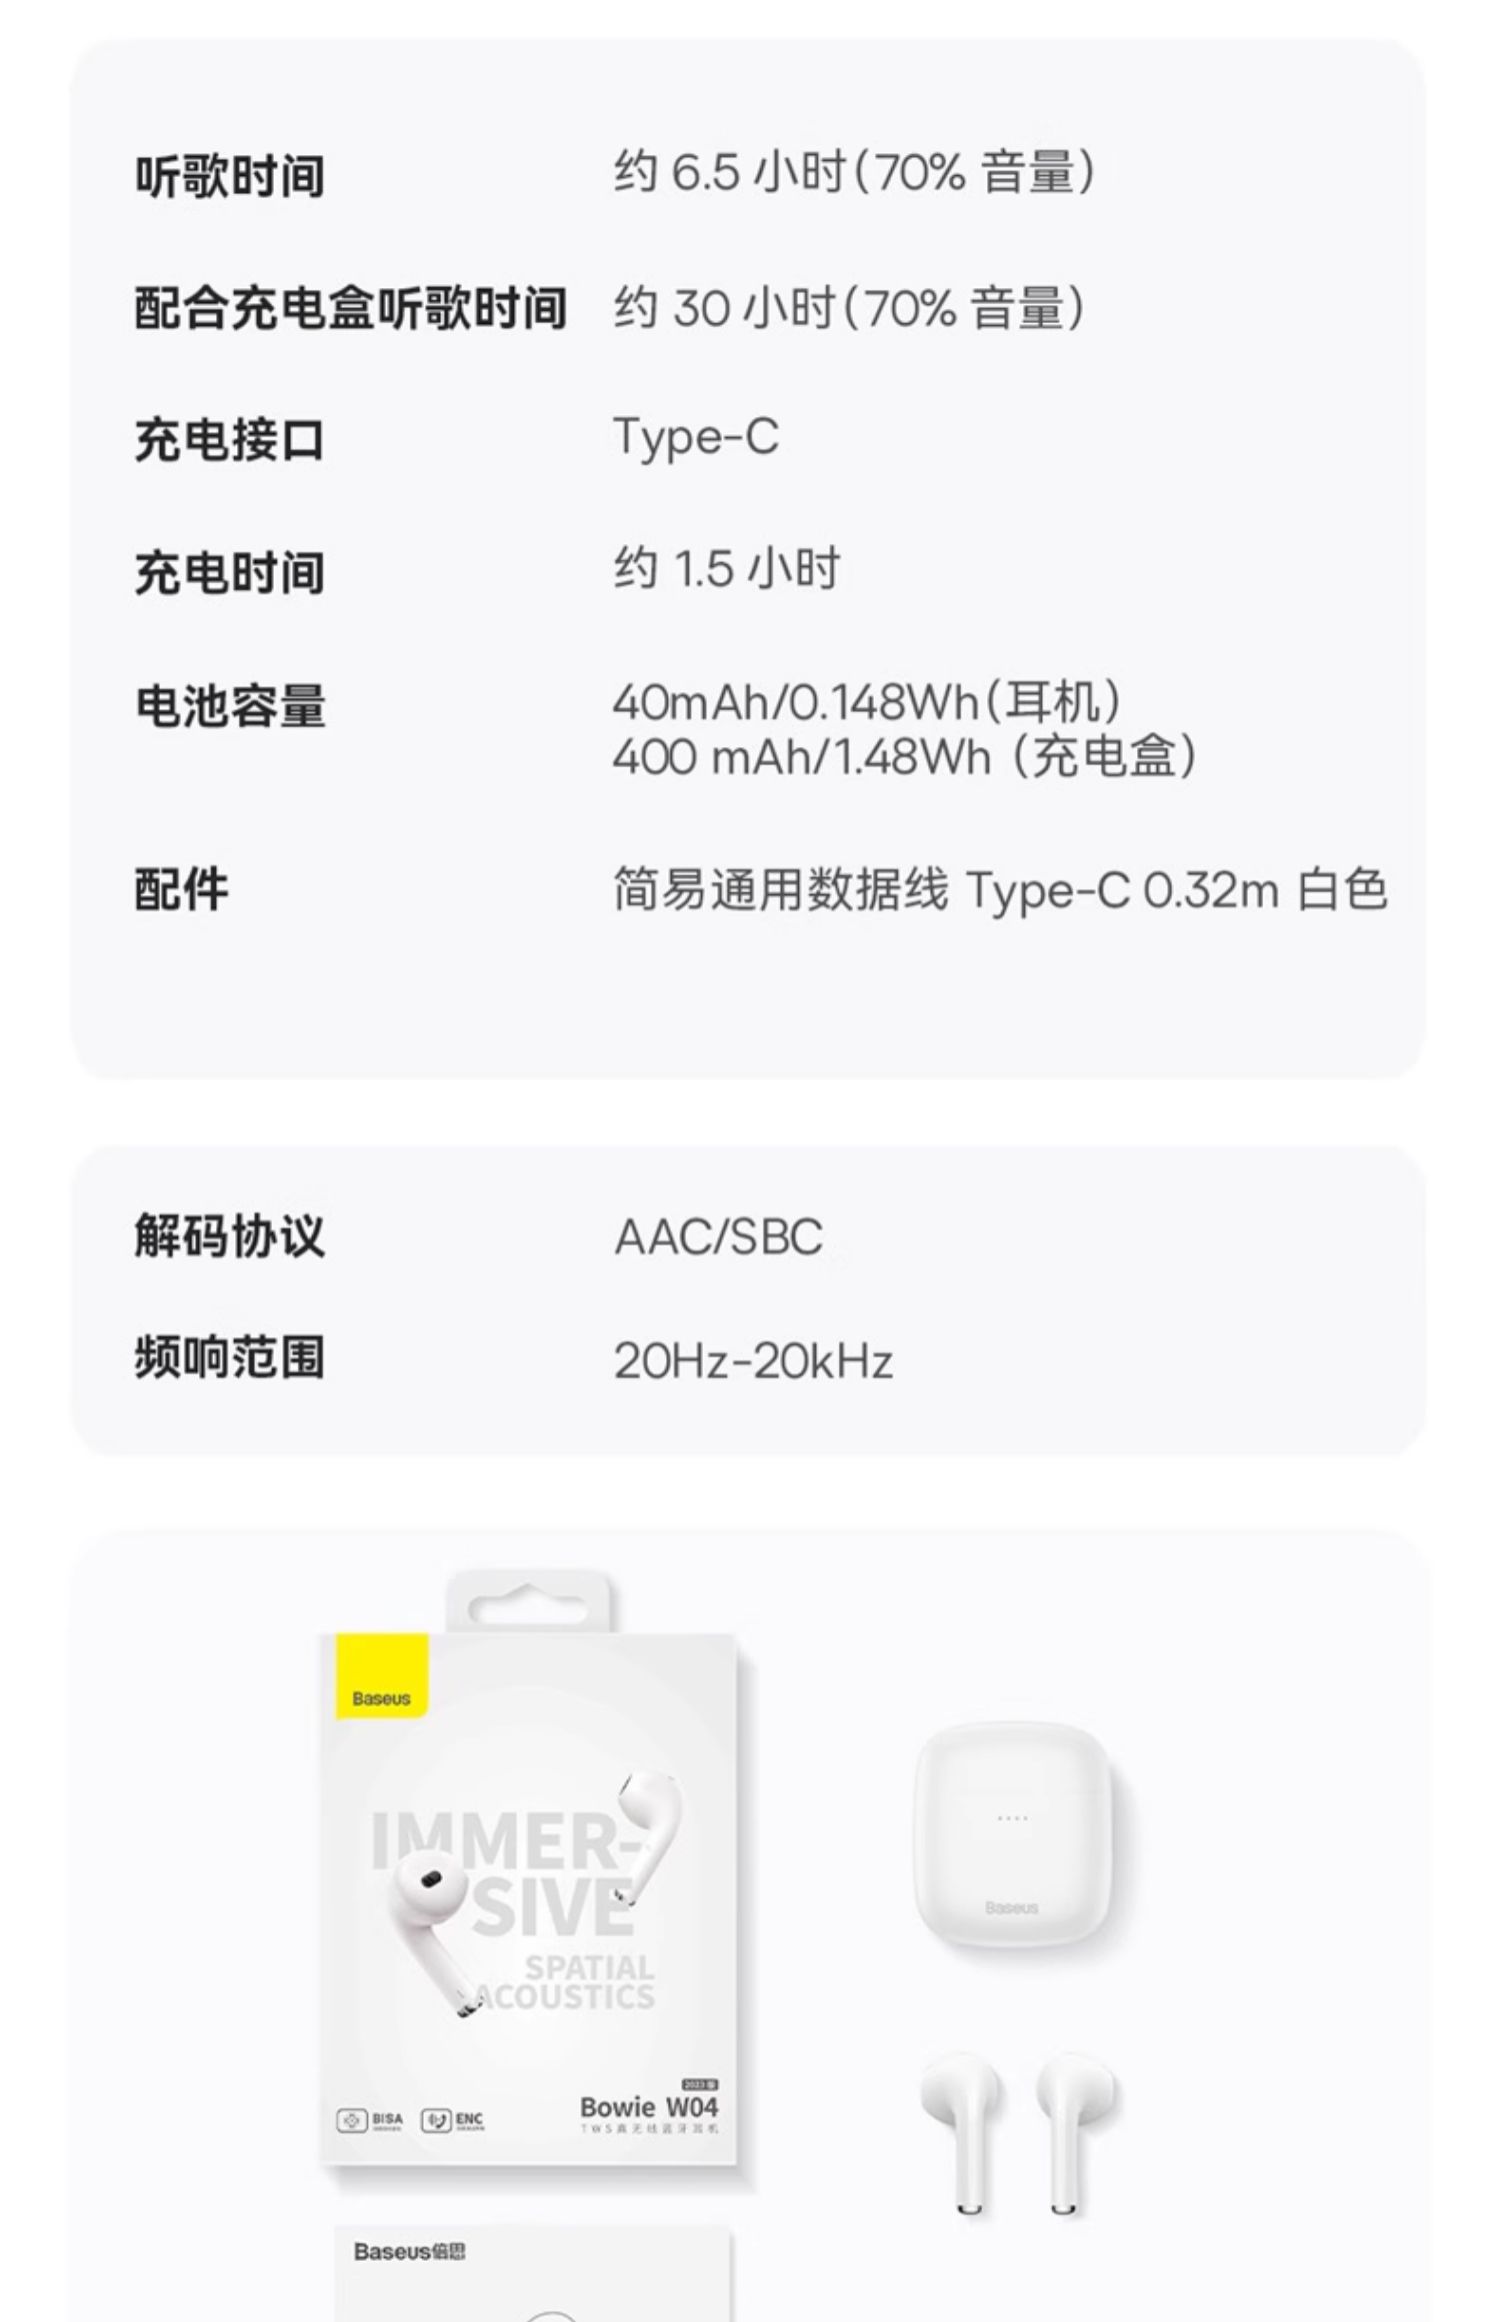 听歌时间 约 6.5 小时(70% 音量)
配合充电盒听歌时间 约 30 小时(70% 音量)
充电接口 Type-C
充电时间 约 1.5 小时
电池容量 40mAh/0.148Wh(耳机)
400 mAh/1.48Wh (充电盒)
配件 简易通用数据线 Type-C 0.32m 白色
解码协议 AAC/SBC
频响范围 20Hz-20kHz
Baseus
IMMER-
SIVE
SPATIAL
ACOUSTICS
2023 版
Bowie W04
TWS真无线蓝牙耳机
BISA
ENC
Baseus
Baseus倍思